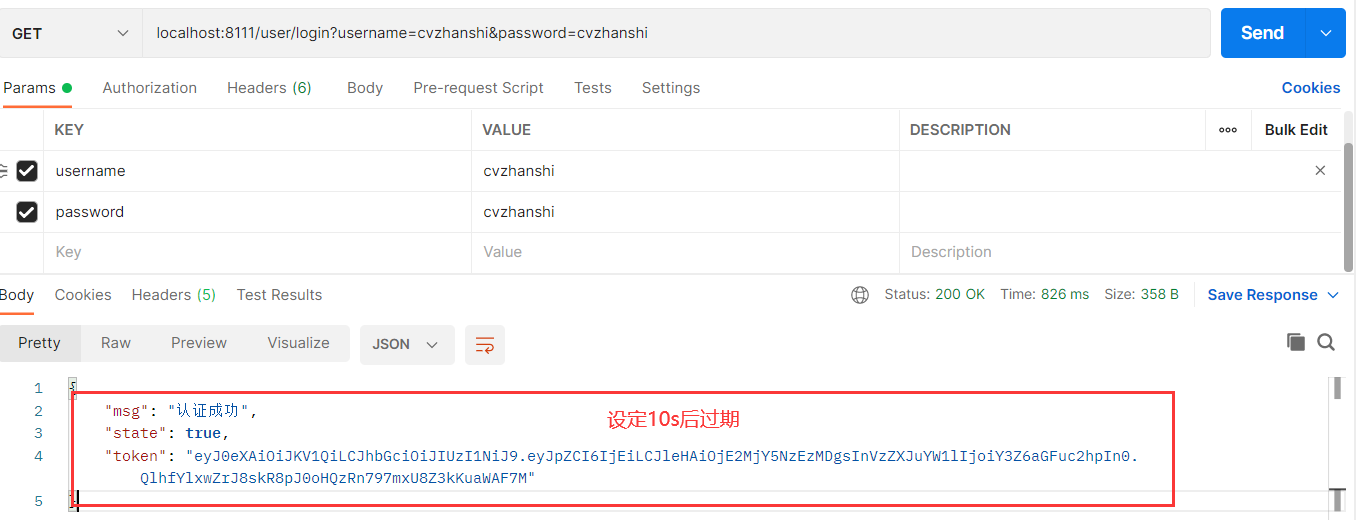 GET localhost:8111/user/login?username=cvzhanshi&password=cvzhanshi Send
Params Authorization Headers (6) Body Pre-request Script Tests Settings Cookies
KEY VALUE DESCRIPTION ooo Bulk Edit
username cvzhanshi
password cvzhanshi
Key Value Description
Body Cookies Headers (5) Test Results Status: 200 OK Time: 826 ms Size: 358 B Save Response
Pretty Raw Preview Visualize JSON
1 {
2 "msg": "认证成功",
设定10s后过期
3 "state": true,
4 "token": "eyJ0eXAiOiJKV1QiLCJhbGciOiJIUzI1NiJ9.eyJpZCI6IjEiLCJleHAiOjE2MjY5NzEzMDgsInVzZXJuYW1lIjoiY3Z6aGFuc2hpIn0.
QlhfYlxwZrJ8skR8pJ0oHQzRn797mxU8Z3kKuaWAF7M"
5 }